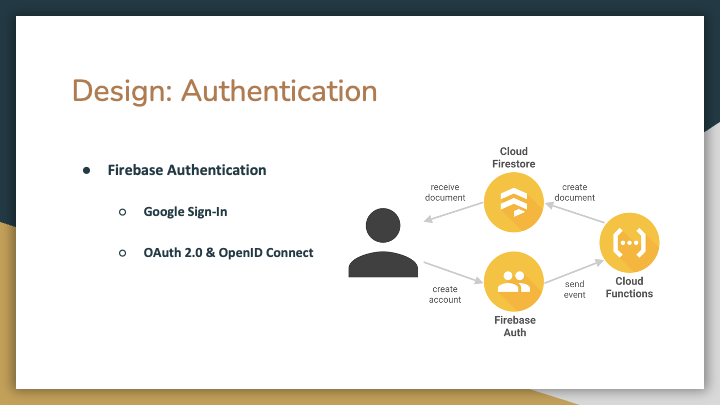 Design: Authentication
● Firebase Authentication
○ Google Sign-In
○ OAuth 2.0 & OpenID Connect
Cloud
Firestore
receive
document
create
document
Cloud
Functions
create
account
send
event
Firebase
Auth